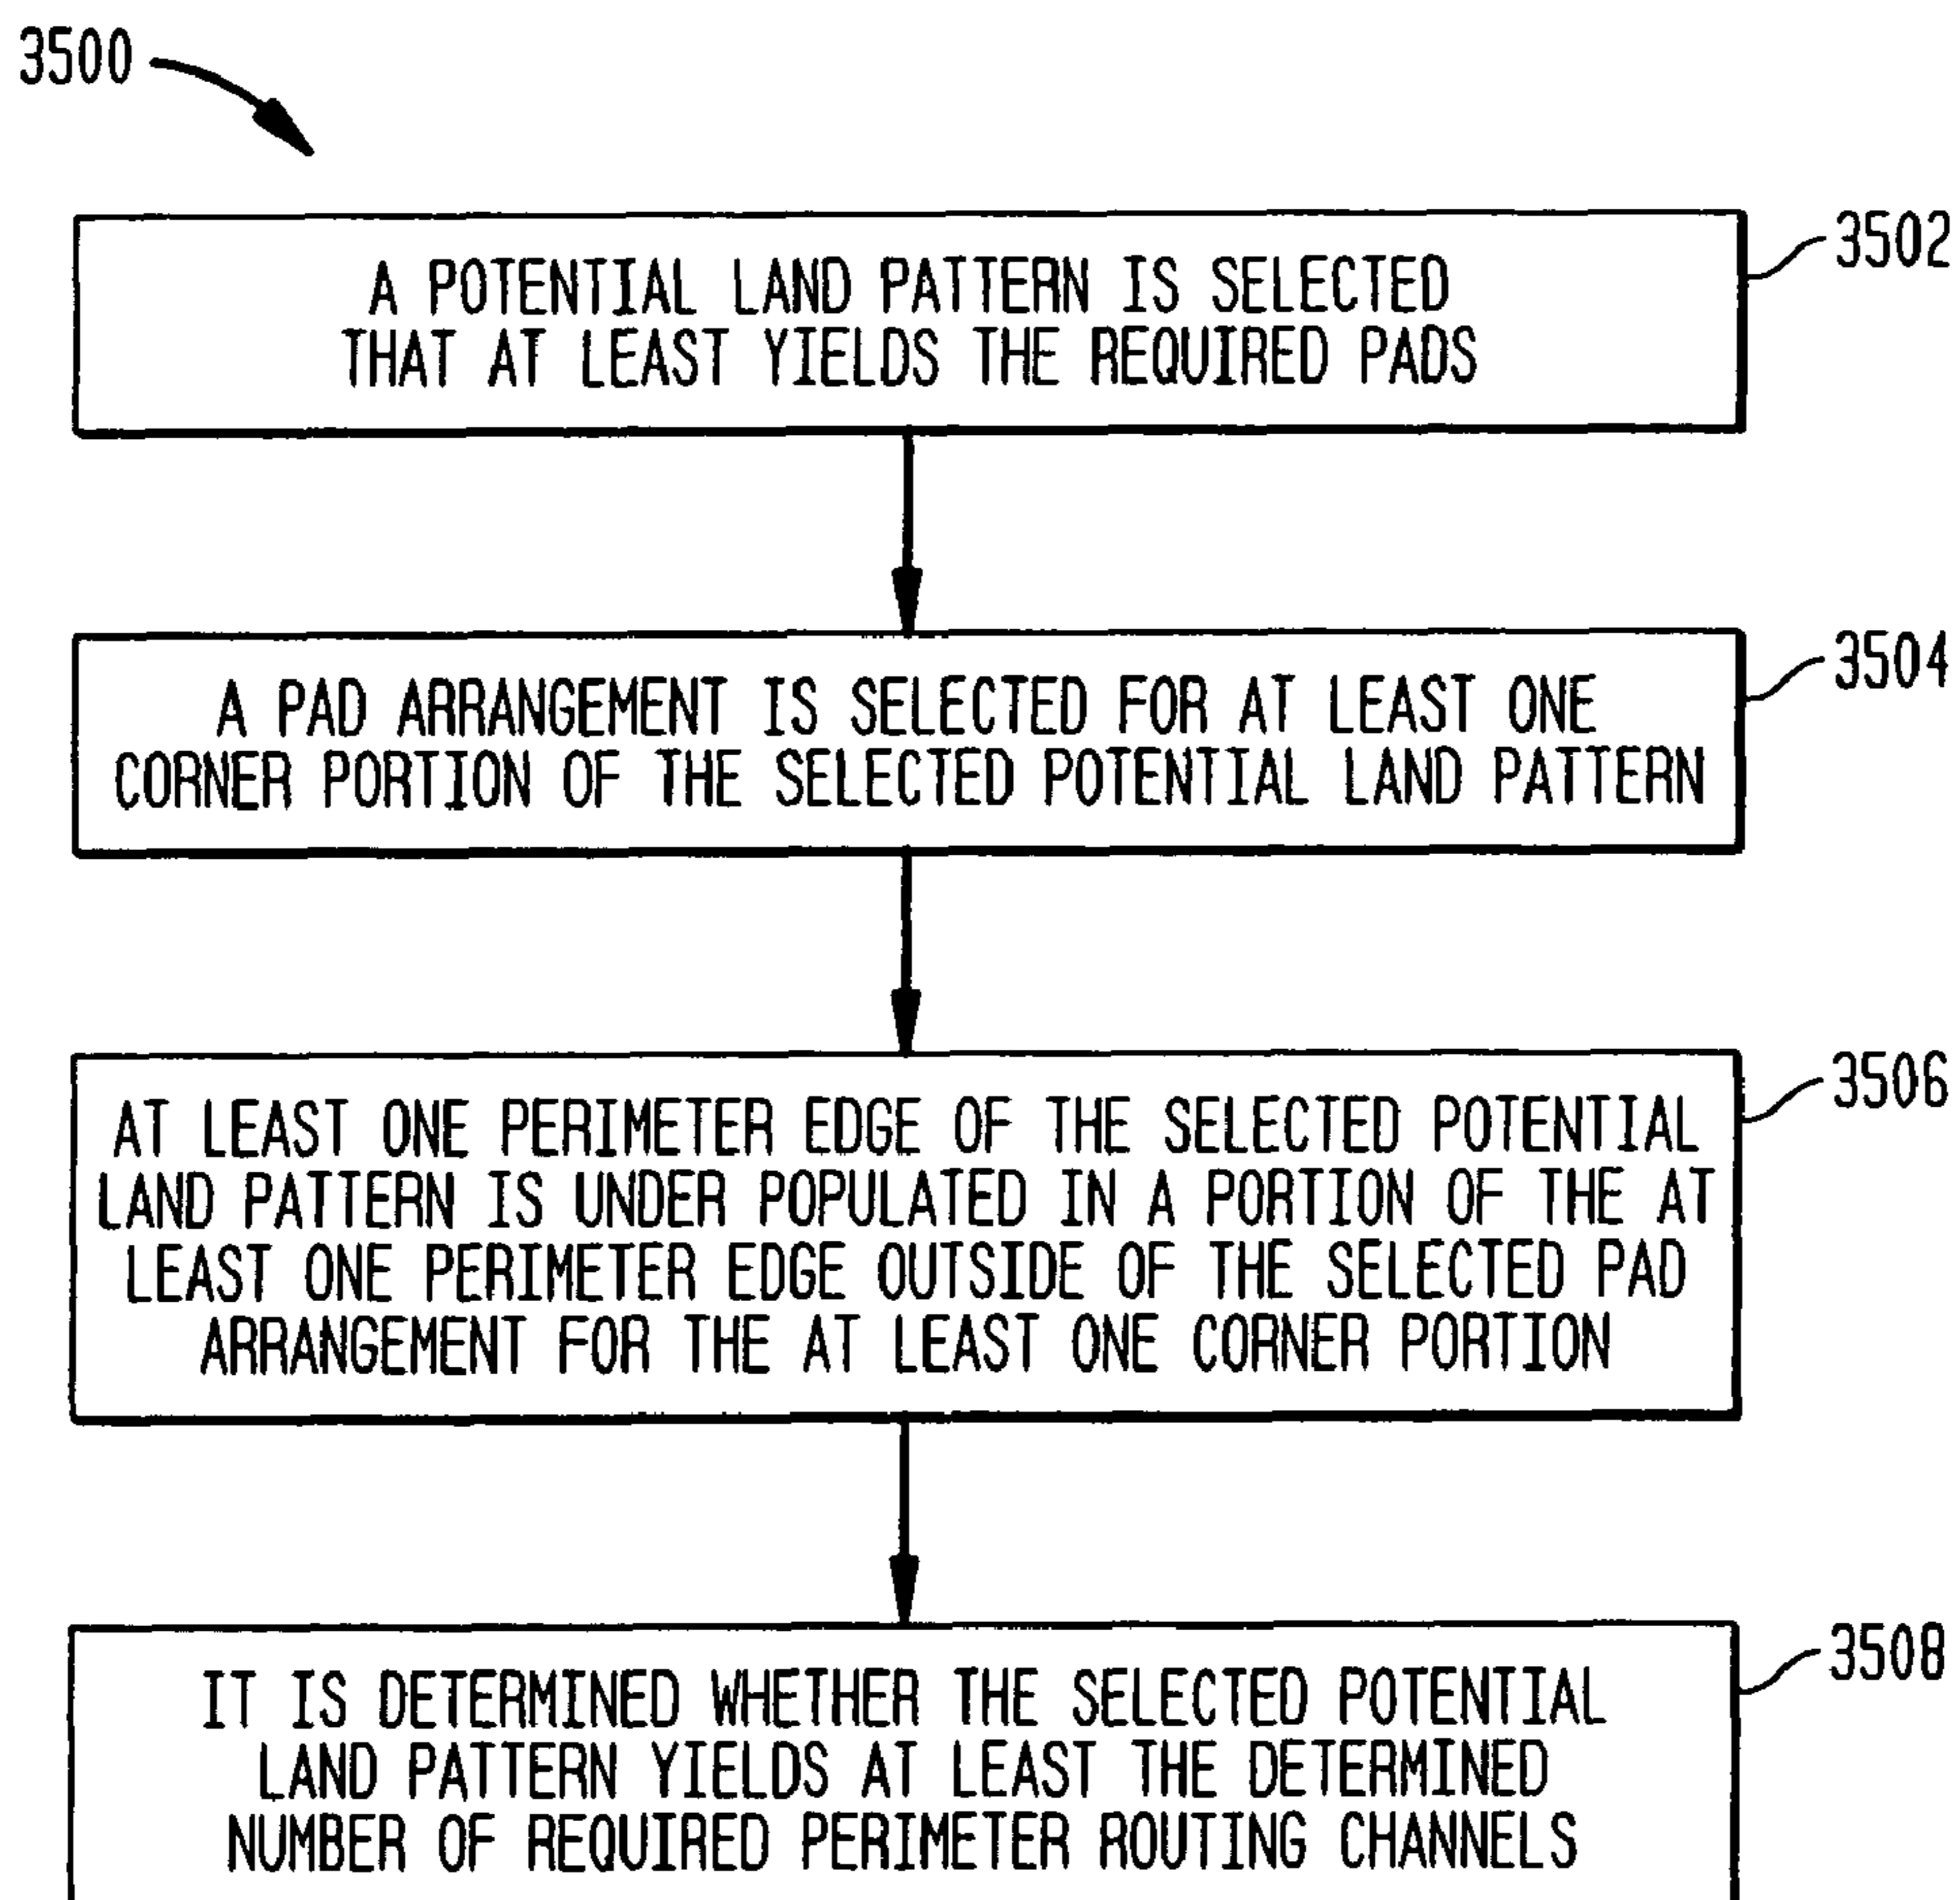 3500
3502
A POTENTIAL LAND PATTERN IS SELECTED
THAT AT LEAST YIELDS THE REQUIRED PADS
3504
A PAD ARRANGEMENT IS SELECTED FOR AT LEAST ONE
CORNER PORTION OF THE SELECTED POTENTIAL LAND PATTERN
3506
AT LEAST ONE PERIMETER EDGE OF THE SELECTED POTENTIAL
LAND PATTERN IS UNDER POPULATED IN A PORTION OF THE AT
LEAST ONE PERIMETER EDGE OUTSIDE OF THE SELECTED PAD
ARRANGEMENT FOR THE AT LEAST ONE CORNER PORTION
3508
IT IS DETERMINED WHETHER THE SELECTED POTENTIAL
LAND PATTERN YIELDS AT LEAST THE DETERMINED
NUMBER OF REQUIRED PERIMETER ROUTING CHANNELS